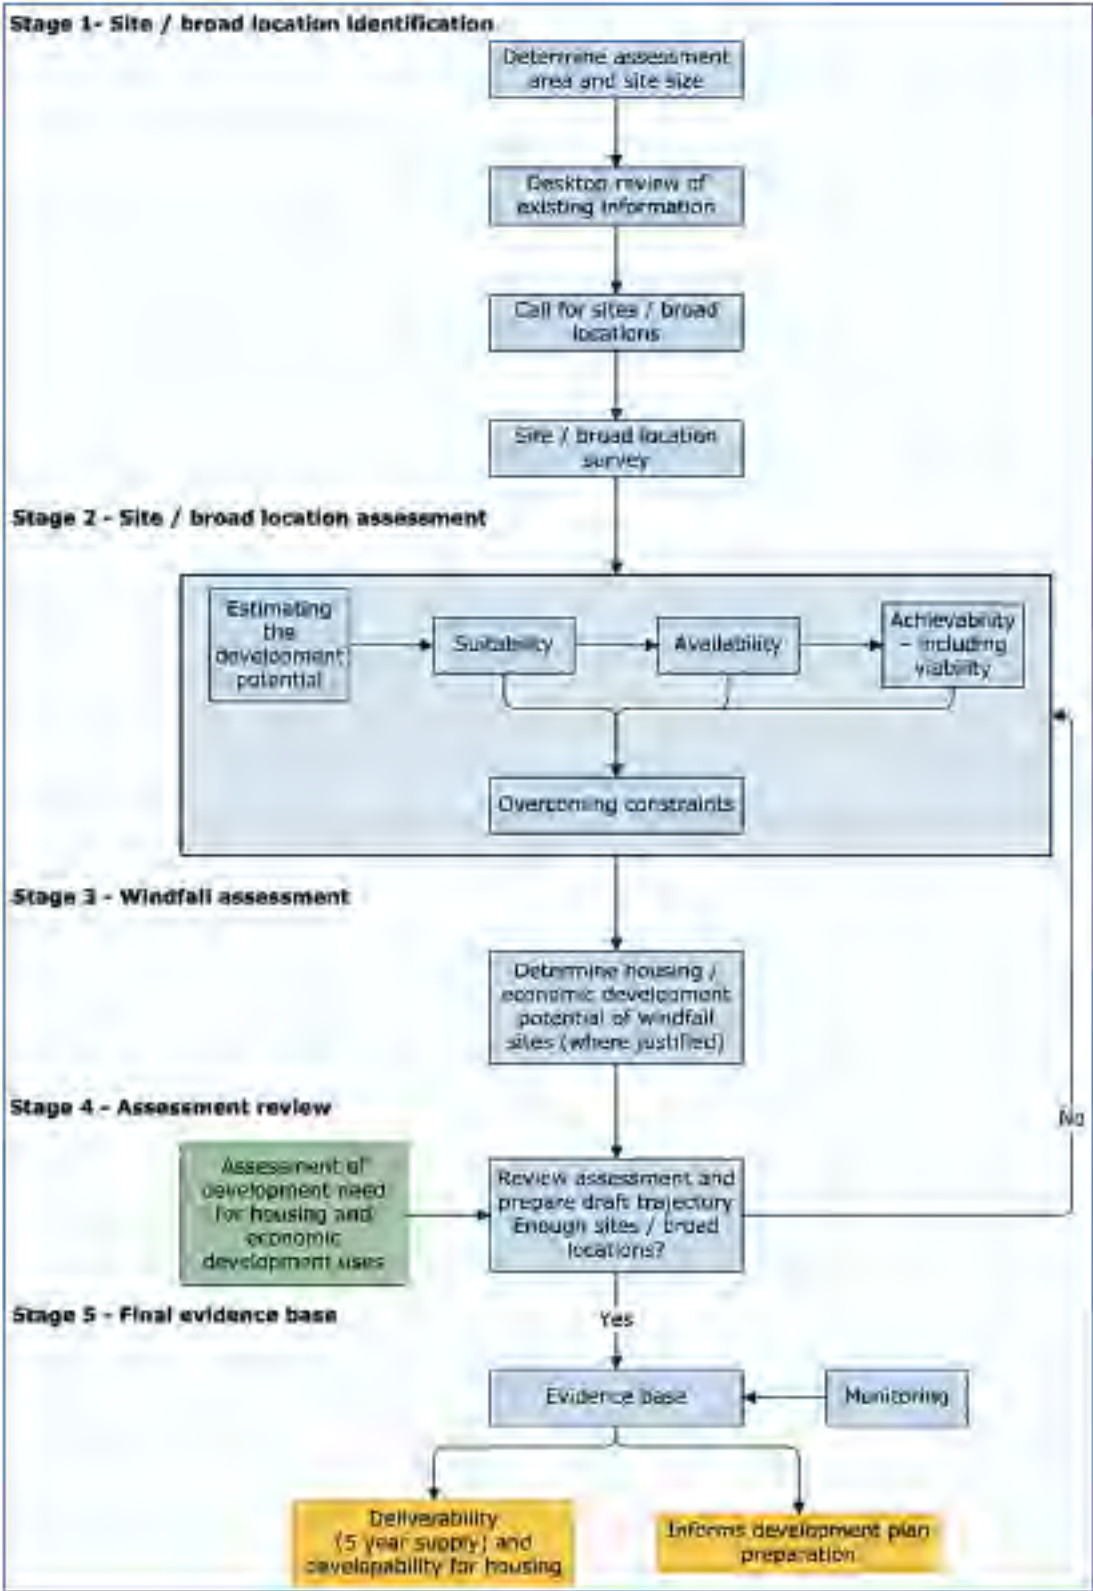 Stage 1- Site / broad location identification
Determine assessment
area and site size
Desktop review of
existing information
Call for sites / broad
locations
Site / broad location
survey
Stage 2 - Site / broad location assessment
Estimating
the
development
potential
Suitability
Availability
Achievability
– including
viability
Overcoming constraints
Stage 3 - Windfall assessment
Determine housing /
economic development
potential of windfall
sites (where justified)
Stage 4 - Assessment review
No
Assessment of
development need
for housing and
economic
development uses
Review assessment and
prepare draft trajectory
Enough sites / broad
locations?
Stage 5 - Final evidence base
Yes
Evidence base
Monitoring
Deliverability
(5 year supply) and
developability for housing
Informs development plan
preparation